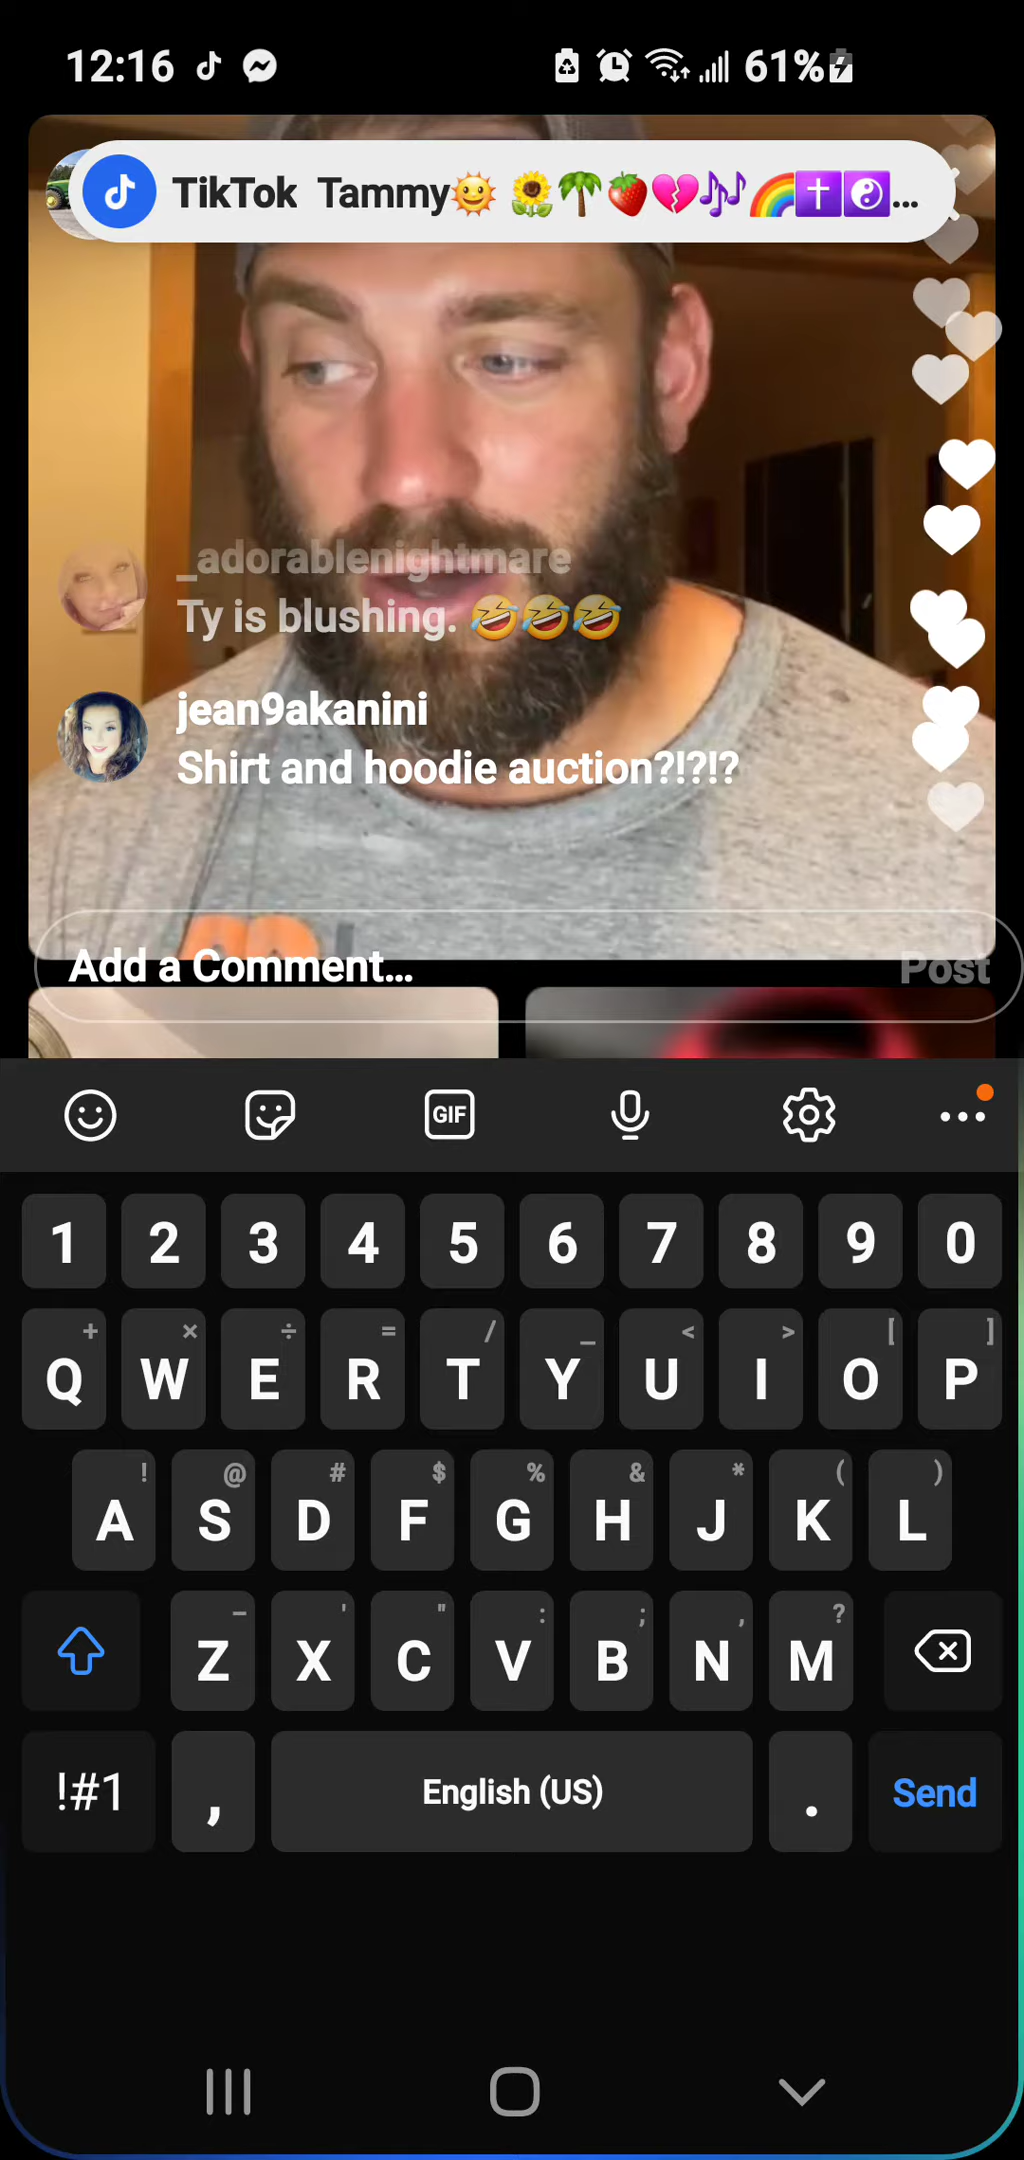 12:16 61%
TikTok Tammy🌞 🌻🌴🍓💔🎶🌈✝️☯️...
_adorablenightmare
Ty is blushing. 🤣🤣🤣
jean9akanini
Shirt and hoodie auction?!?!?
Add a Comment... Post
GIF
1 2 3 4 5 6 7 8 9 0
+ × ÷ = / _ < > [ ]
Q W E R T Y U I O P
! @ # $ % & * ( )
A S D F G H J K L
- ' " : ; , ?
Z X C V B N M
!#1 , English (US) . Send